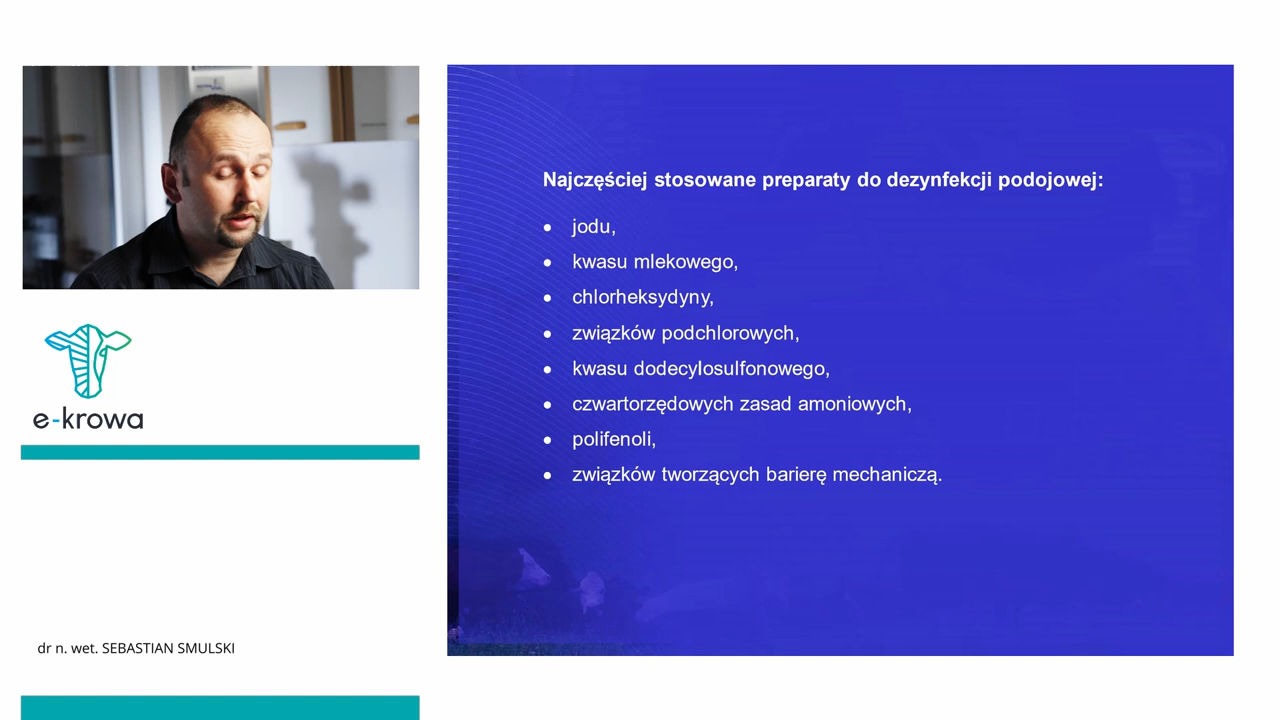 e-krowa
dr n. wet. SEBASTIAN SMULSKI
Najczęściej stosowane preparaty do dezynfekcji podojowej:
• jodu,
• kwasu mlekowego,
• chlorheksydyny,
• związków podchlorowych,
• kwasu dodecylosulfonowego,
• czwartorzędowych zasad amoniowych,
• polifenoli,
• związków tworzących barierę mechaniczą.